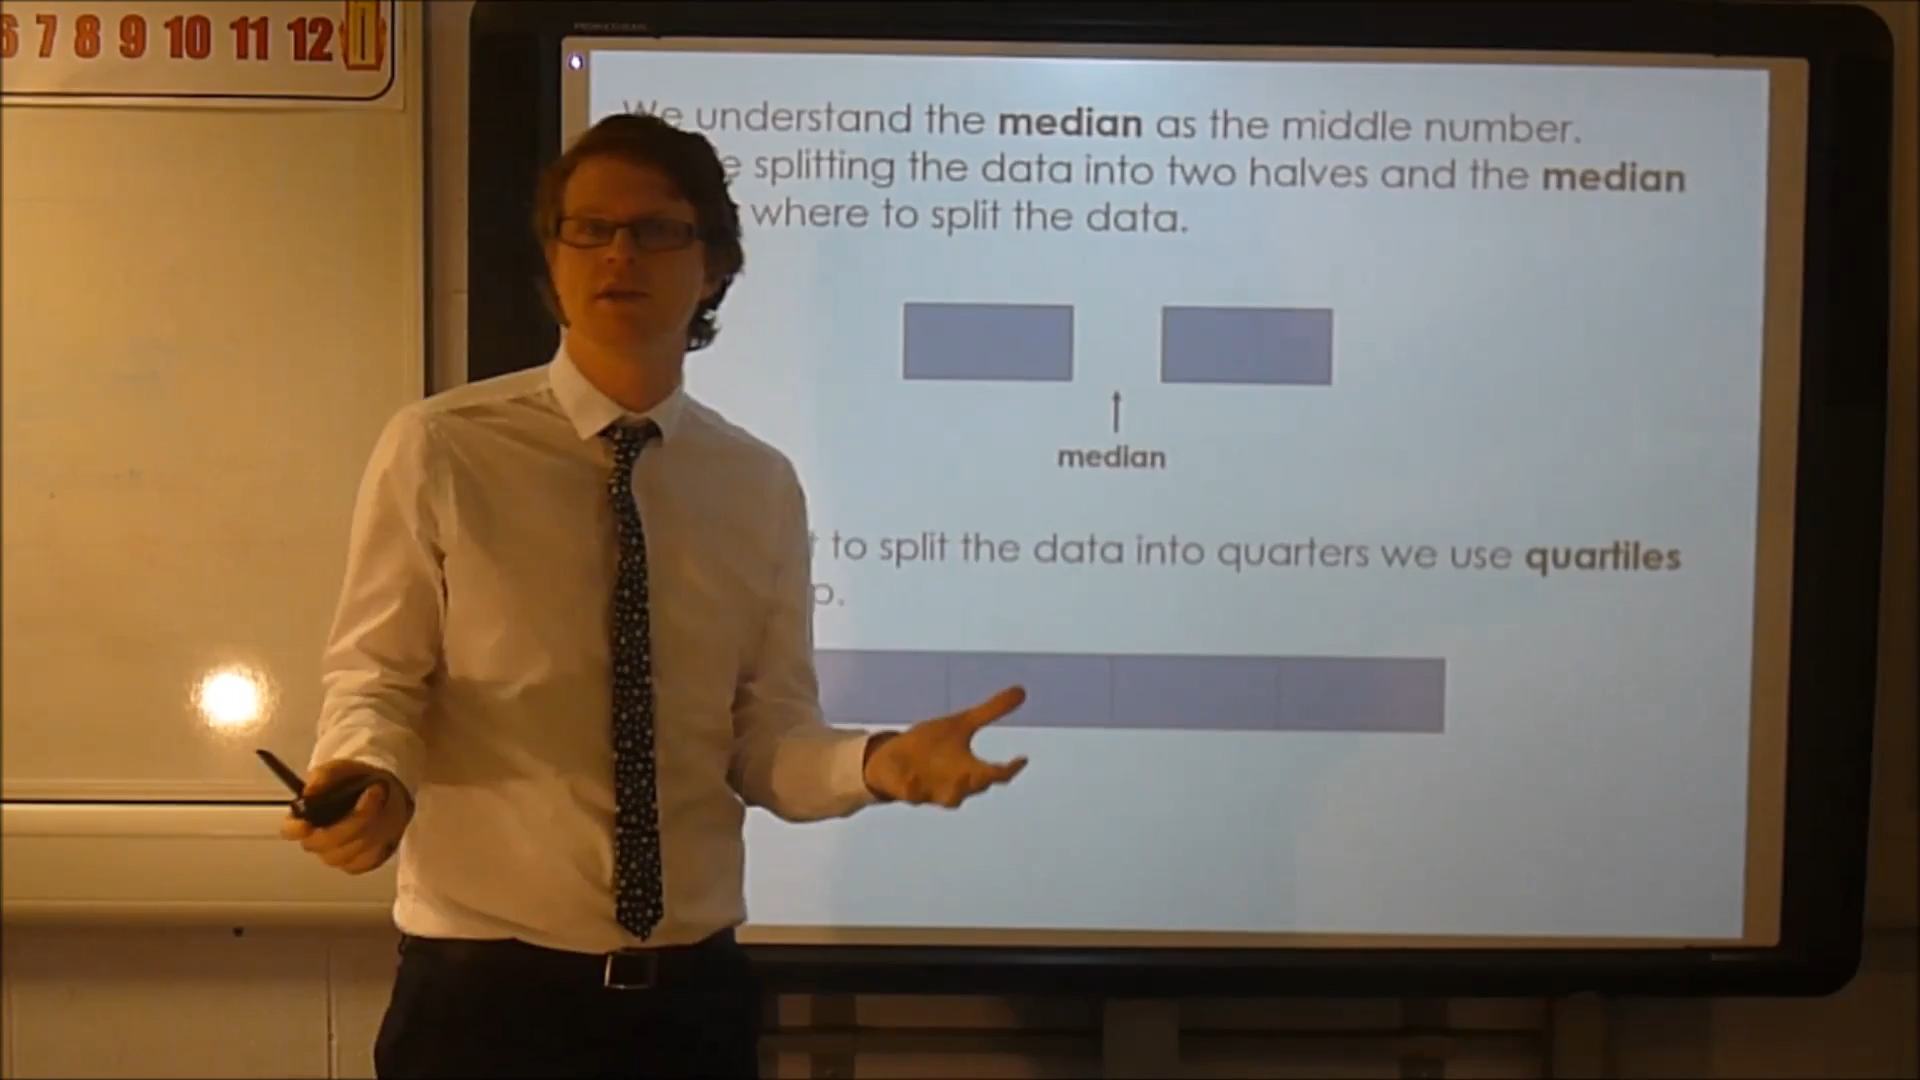 6 7 8 9 10 11 12
We understand the median as the middle number.
splitting the data into two halves and the median
where to split the data.
median
to split the data into quarters we use quartiles